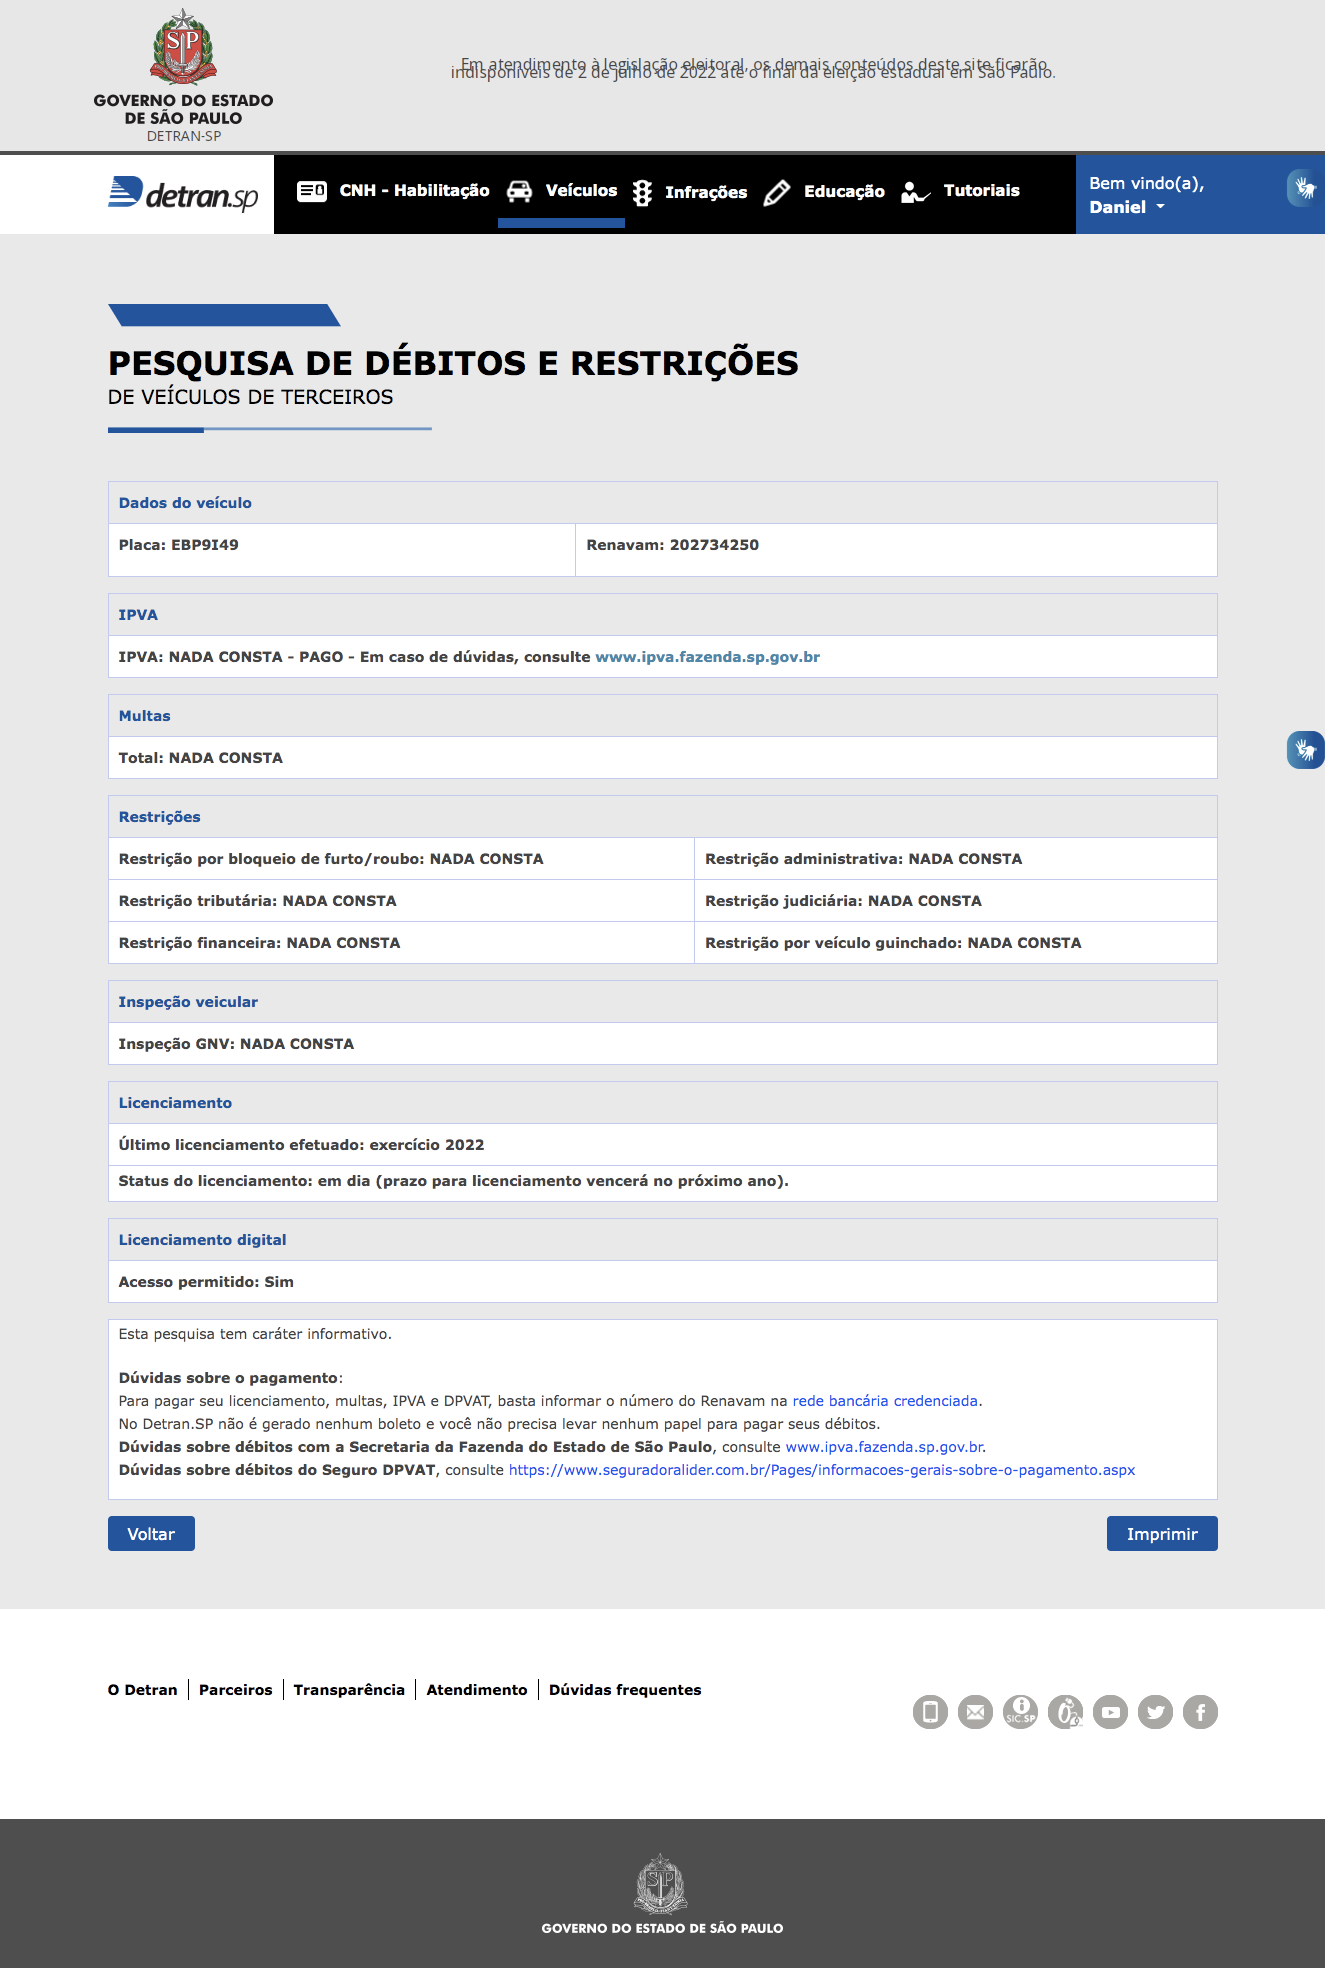 SP
GOVERNO DO ESTADO
DE SÃO PAULO
DETRAN-SP
Em atendimento à legislação eleitoral, os demais conteúdos deste site ficarão
indisponíveis de 2 de julho de 2022 até o final da eleição estadual em São Paulo.
detran.sp
CNH - Habilitação
Veículos
Infrações
Educação
Tutoriais
Bem vindo(a),
Daniel
PESQUISA DE DÉBITOS E RESTRIÇÕES
DE VEÍCULOS DE TERCEIROS
Dados do veículo
Placa: EBP9I49
Renavam: 202734250
IPVA
IPVA: NADA CONSTA - PAGO - Em caso de dúvidas, consulte www.ipva.fazenda.sp.gov.br
Multas
Total: NADA CONSTA
Restrições
Restrição por bloqueio de furto/roubo: NADA CONSTA
Restrição administrativa: NADA CONSTA
Restrição tributária: NADA CONSTA
Restrição judiciária: NADA CONSTA
Restrição financeira: NADA CONSTA
Restrição por veículo guinchado: NADA CONSTA
Inspeção veicular
Inspeção GNV: NADA CONSTA
Licenciamento
Último licenciamento efetuado: exercício 2022
Status do licenciamento: em dia (prazo para licenciamento vencerá no próximo ano).
Licenciamento digital
Acesso permitido: Sim
Esta pesquisa tem caráter informativo.
Dúvidas sobre o pagamento:
Para pagar seu licenciamento, multas, IPVA e DPVAT, basta informar o número do Renavam na rede bancária credenciada.
No Detran.SP não é gerado nenhum boleto e você não precisa levar nenhum papel para pagar seus débitos.
Dúvidas sobre débitos com a Secretaria da Fazenda do Estado de São Paulo, consulte www.ipva.fazenda.sp.gov.br.
Dúvidas sobre débitos do Seguro DPVAT, consulte https://www.seguradoralider.com.br/Pages/informacoes-gerais-sobre-o-pagamento.aspx
Voltar
Imprimir
O Detran
Parceiros
Transparência
Atendimento
Dúvidas frequentes
SIC.SP
SP
GOVERNO DO ESTADO DE SÃO PAULO